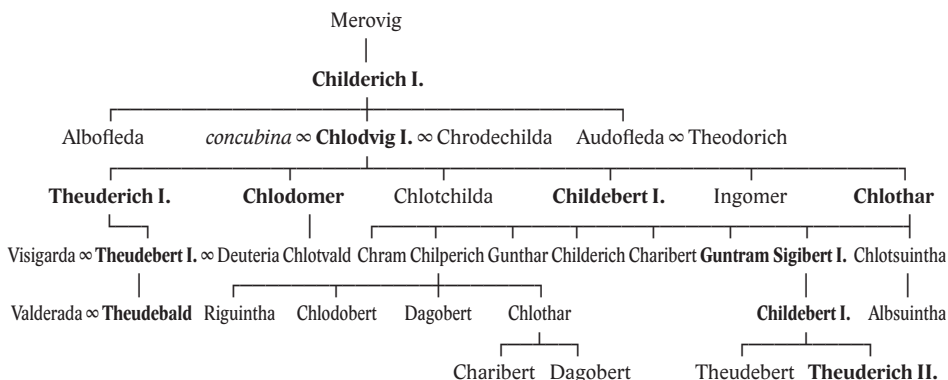 Merovig
Childerich I.
Albofleda concubina ∞ Chlodvig I. ∞ Chrodechilda Audofleda ∞ Theodorich
Theuderich I. Chlodomer Chlotchilda Childebert I. Ingomer Chlothar
Visigarda ∞ Theudebert I. ∞ Deuteria Chlotvald Chram Chilperich Gunthar Childerich Charibert Guntram Sigibert I. Chlotsuintha
Valderada ∞ Theudebald Riguintha Chlodobert Dagobert Chlothar Childebert I. Albsuintha
Charibert Dagobert Theudebert Theuderich II.